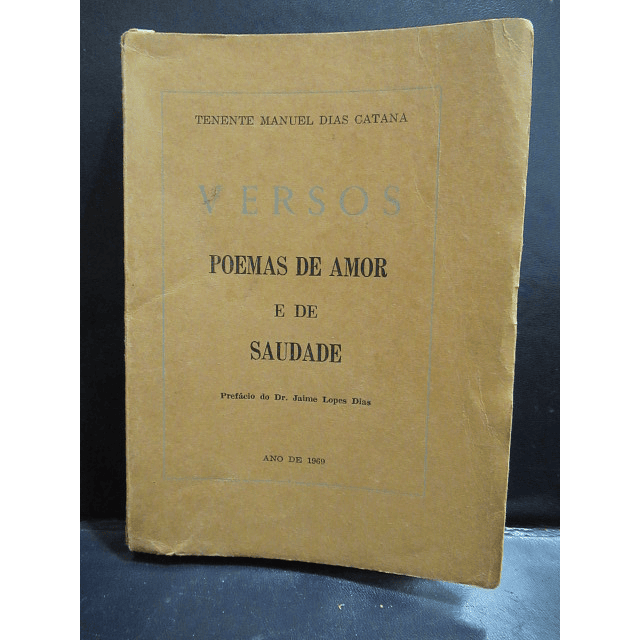 TENENTE MANUEL DIAS CATANA
VERSOS
POEMAS DE AMOR
E DE
SAUDADE
Prefácio do Dr. Jaime Lopes Dias
ANO DE 1969